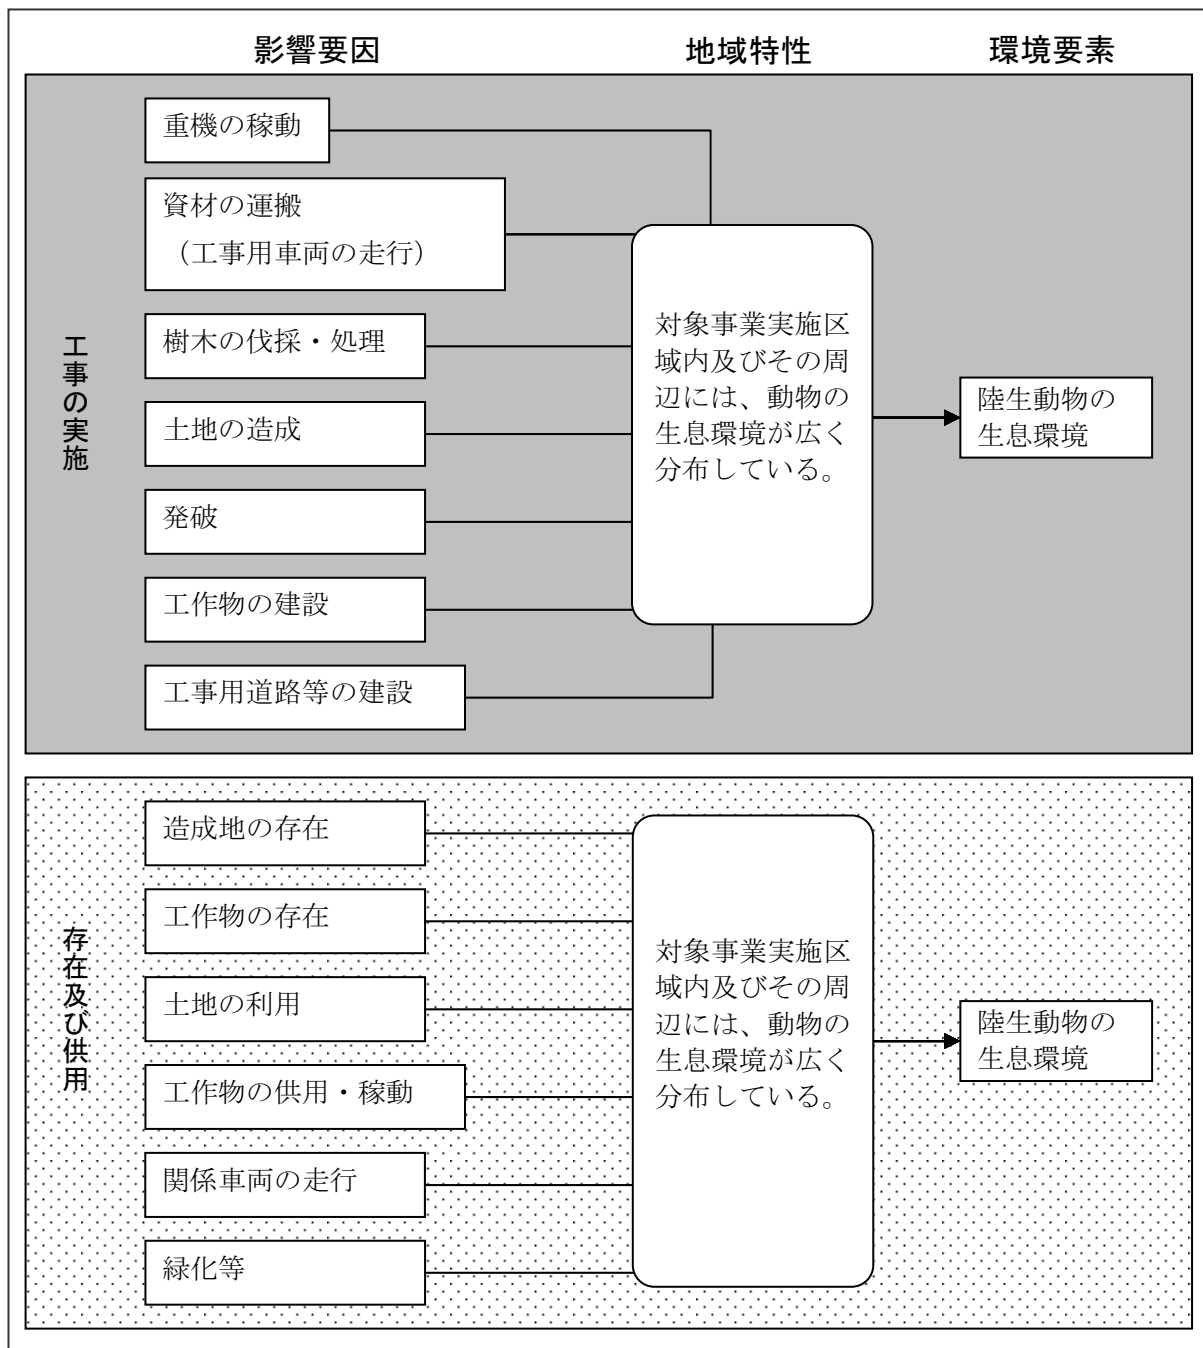 影響要因
地域特性
環境要素
工事の実施
重機の稼動
資材の運搬
（工事用車両の走行）
樹木の伐採・処理
土地の造成
発破
工作物の建設
工事用道路等の建設
対象事業実施区
域内及びその周
辺には、動物の
生息環境が広く
分布している。
陸生動物の
生息環境
存在及び供用
造成地の存在
工作物の存在
土地の利用
工作物の供用・稼動
関係車両の走行
緑化等
対象事業実施区
域内及びその周
辺には、動物の
生息環境が広く
分布している。
陸生動物の
生息環境